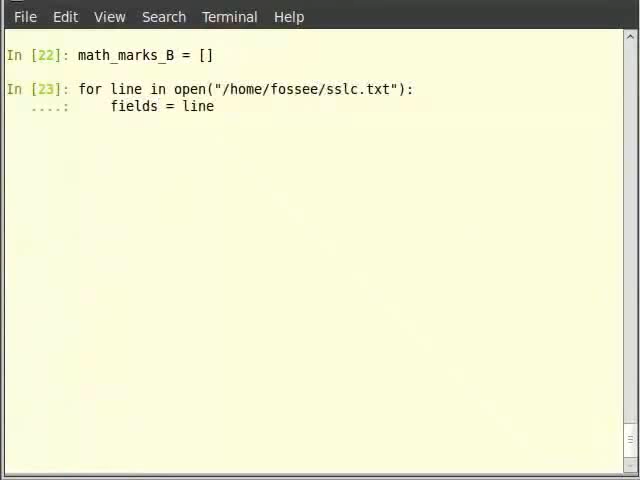 File Edit View Search Terminal Help
In [22]: math_marks_B = []
In [23]: for line in open("/home/fossee/sslc.txt"):
....: fields = line